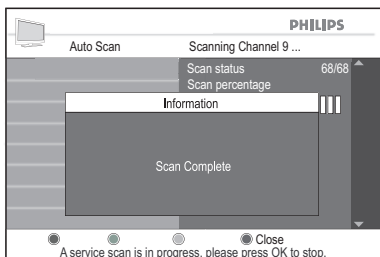 PHILIPS
Auto Scan Scanning Channel 9 ...
Scan status 68/68
Scan percentage
Information
Scan Complete
Close
A service scan is in progress, please press OK to stop.